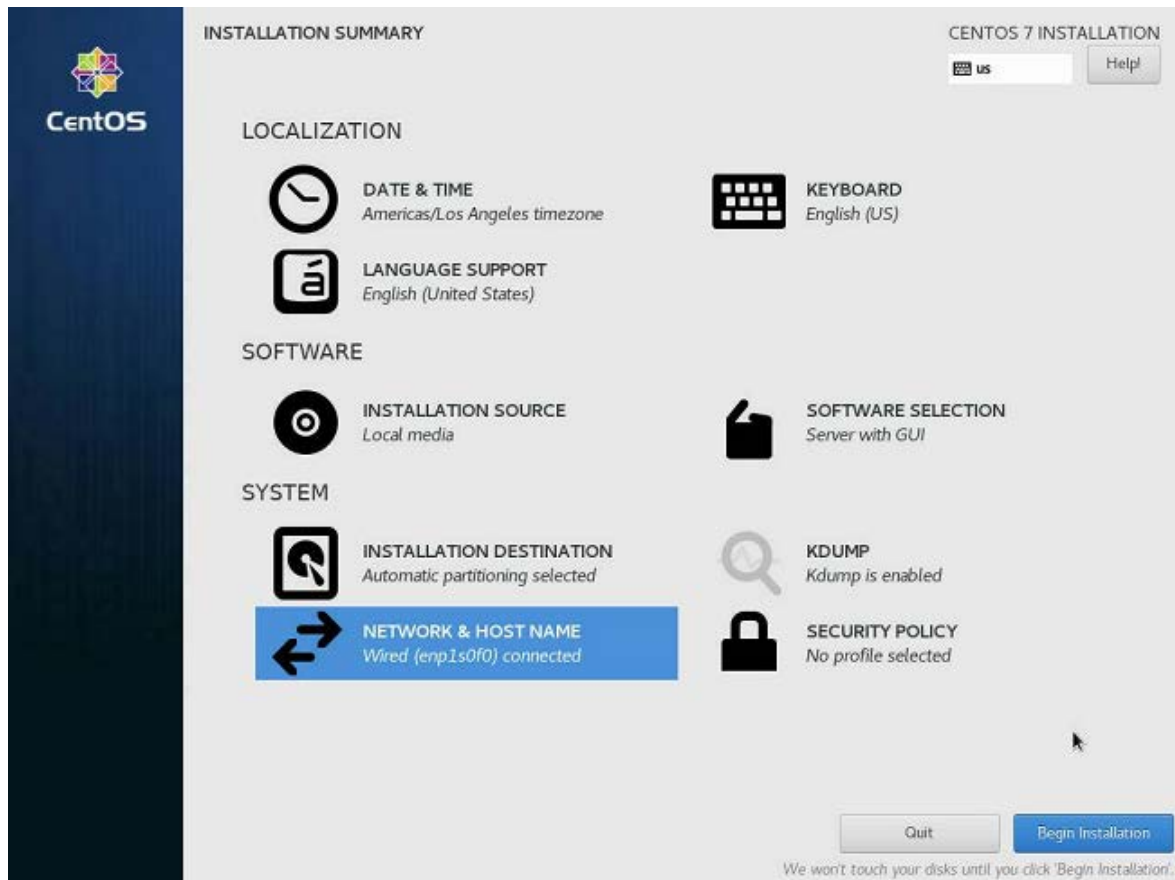 CentOS
INSTALLATION SUMMARY
CENTOS 7 INSTALLATION
us
Help!
LOCALIZATION
DATE & TIME
Americas/Los Angeles timezone
KEYBOARD
English (US)
á
LANGUAGE SUPPORT
English (United States)
SOFTWARE
INSTALLATION SOURCE
Local media
SOFTWARE SELECTION
Server with GUI
SYSTEM
INSTALLATION DESTINATION
Automatic partitioning selected
KDUMP
Kdump is enabled
NETWORK & HOST NAME
Wired (enp1s0f0) connected
SECURITY POLICY
No profile selected
Quit
Begin Installation
We won't touch your disks until you click 'Begin Installation'.